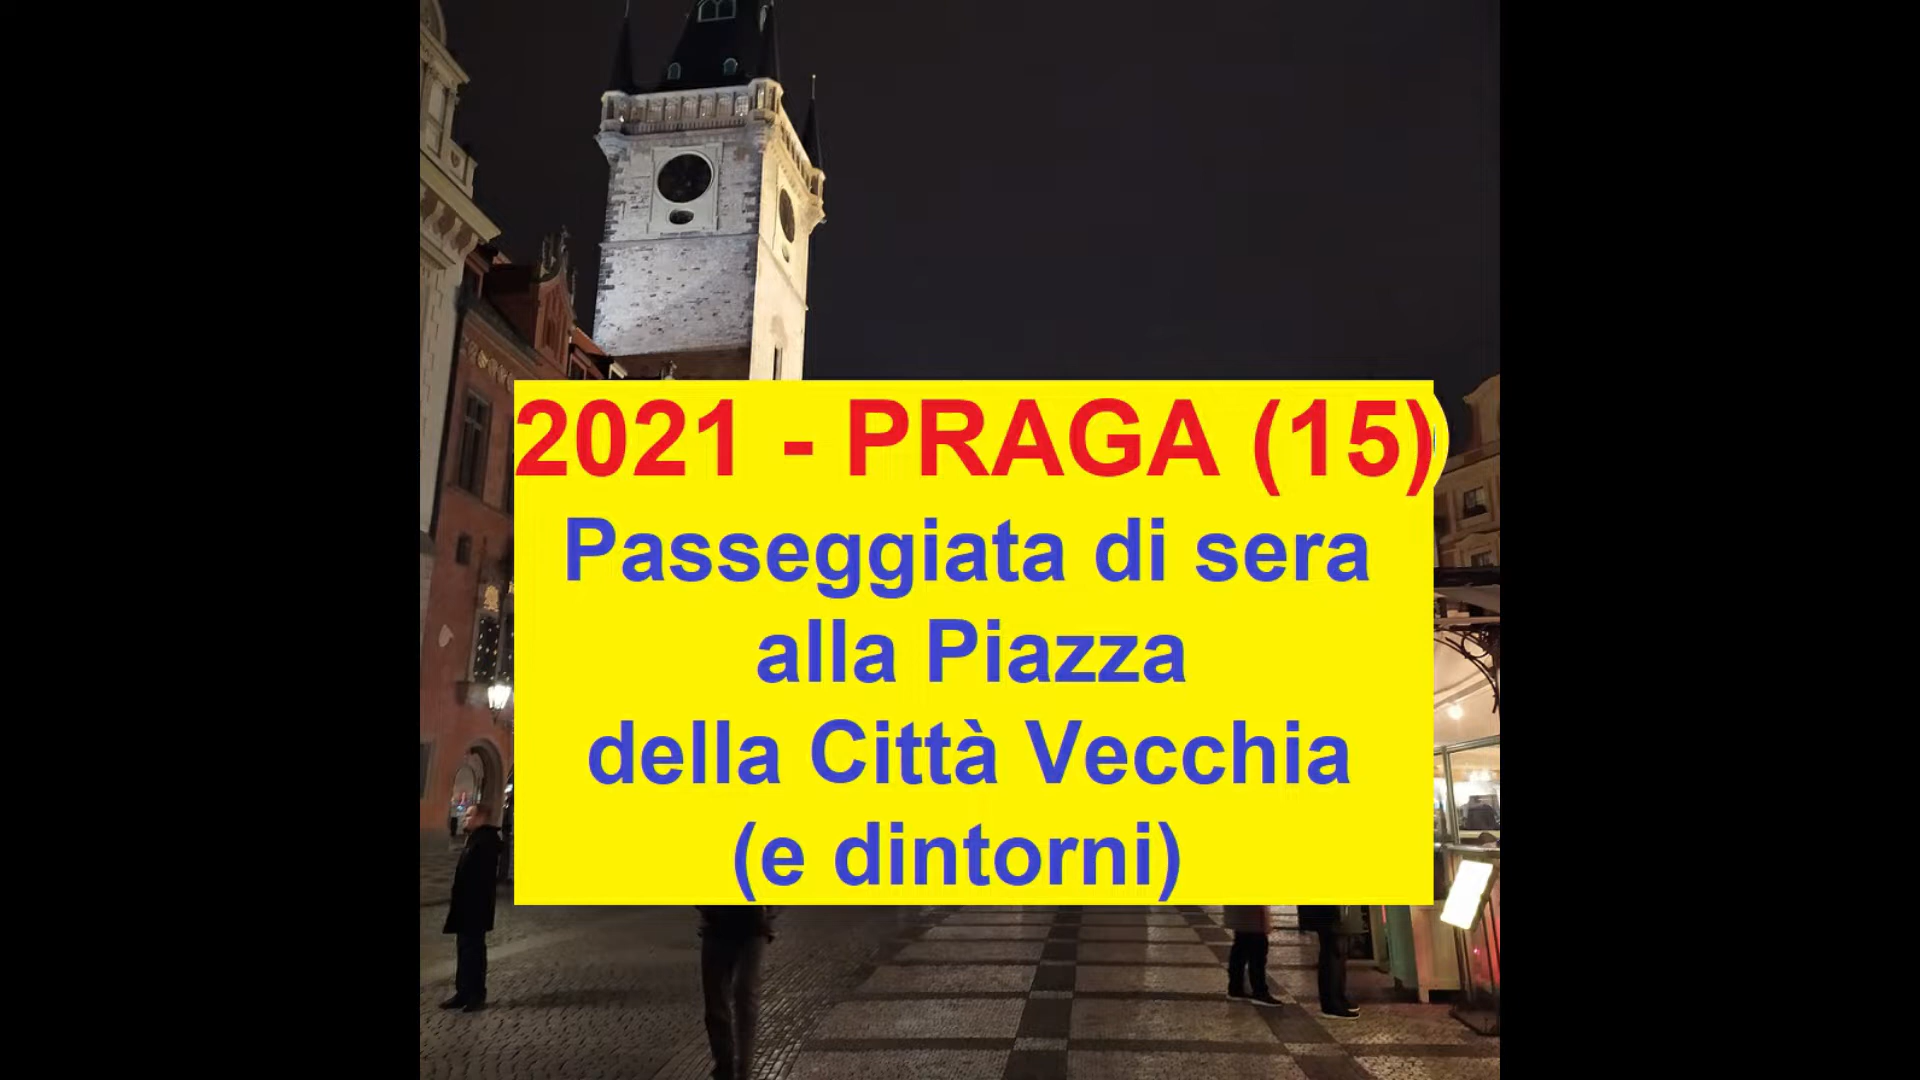 2021 - PRAGA (15)
Passeggiata di sera
alla Piazza
della Città Vecchia
(e dintorni)